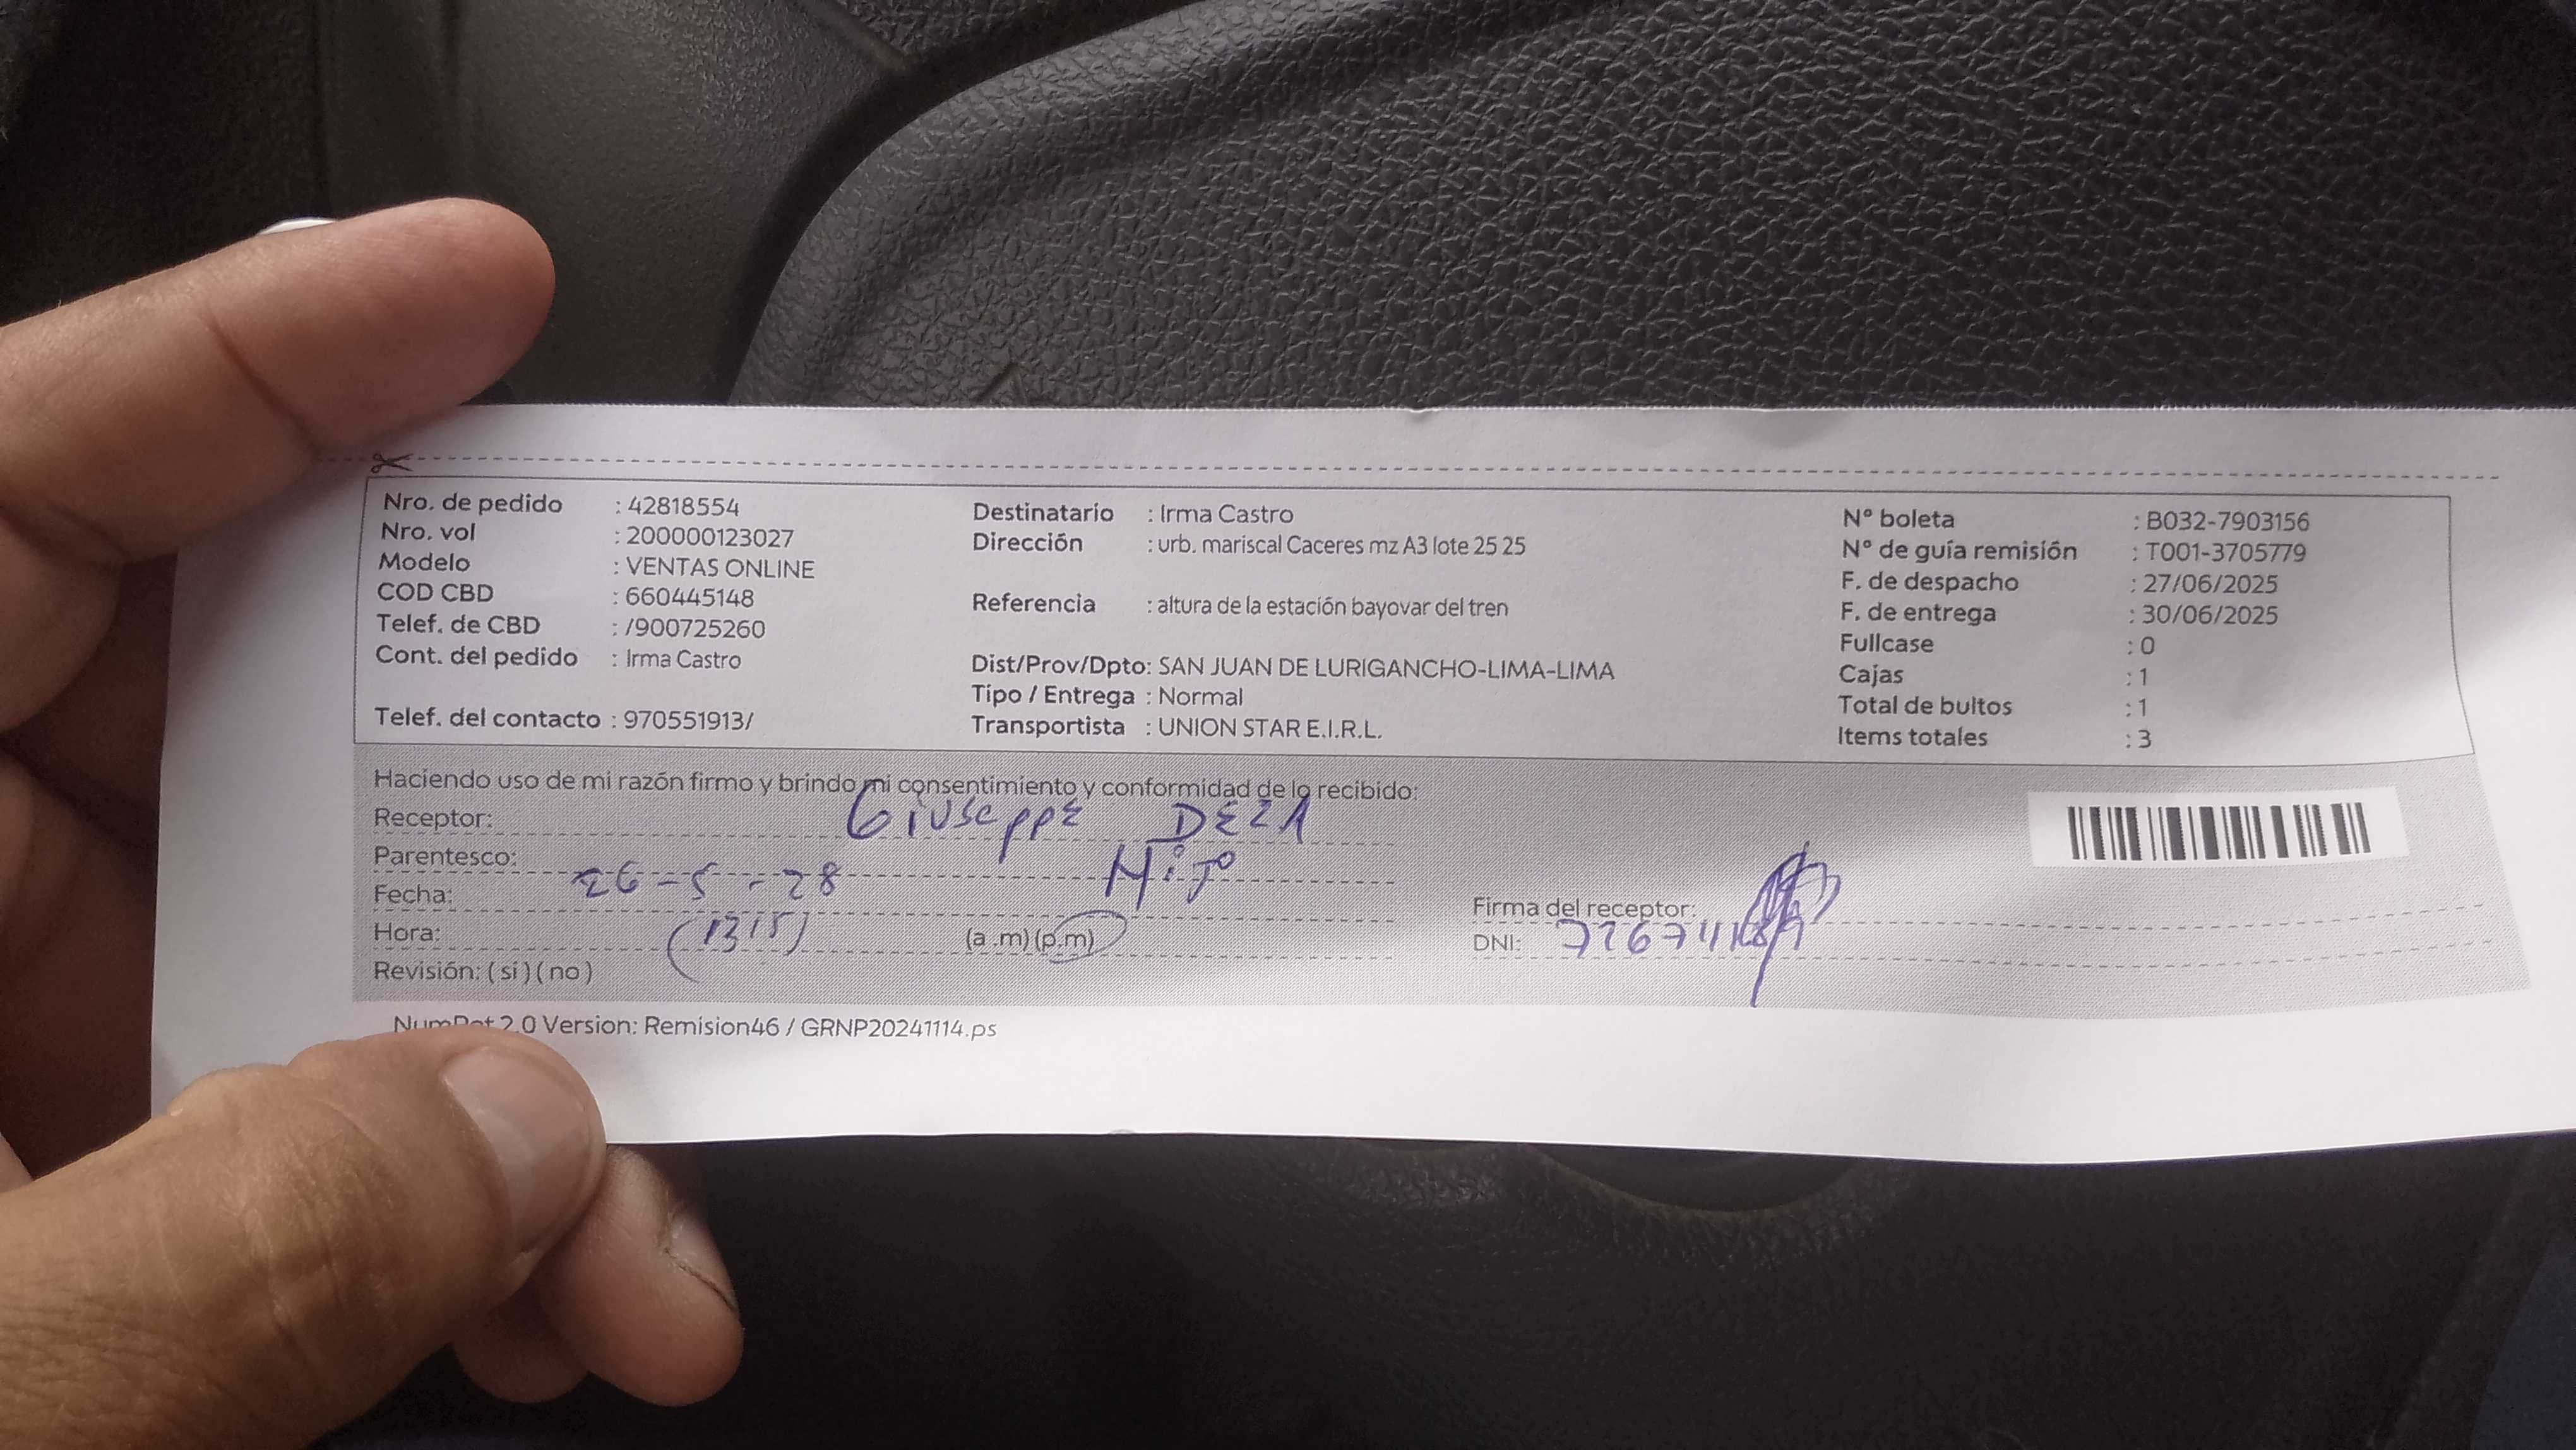 Nro. de pedido : 42818554
Nro. vol : 200000123027
Modelo : VENTAS ONLINE
COD CBD : 660445148
Telef. de CBD : /900725260
Cont. del pedido : Irma Castro
Telef. del contacto : 970551913/
Destinatario : Irma Castro
Dirección : urb. mariscal Caceres mz A3 lote 25 25
Referencia : altura de la estación bayovar del tren
Dist/Prov/Dpto: SAN JUAN DE LURIGANCHO-LIMA-LIMA
Tipo / Entrega : Normal
Transportista : UNION STAR E.I.R.L.
Nº boleta : B032-7903156
Nº de guía remisión : T001-3705779
F. de despacho : 27/06/2025
F. de entrega : 30/06/2025
Fullcase : 0
Cajas : 1
Total de bultos : 1
Items totales : 3
Haciendo uso de mi razón firmo y brindo mi consentimiento y conformidad de lo recibido:
Receptor: Giuseppe DEZA
Parentesco: Hijo
Fecha: 26-5-28
Hora: (1315) (a.m)(p.m)
Revisión: (si)(no)
Firma del receptor:
DNI:
2.0 Version: Remision46 / GRNP20241114.ps